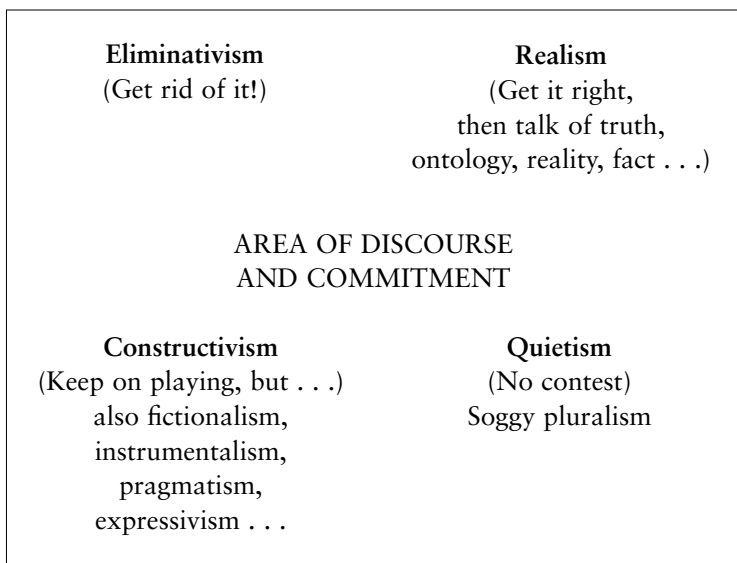 Eliminativism
(Get rid of it!)
Realism
(Get it right,
then talk of truth,
ontology, reality, fact . . .)
AREA OF DISCOURSE
AND COMMITMENT
Constructivism
(Keep on playing, but . . .)
also fictionalism,
instrumentalism,
pragmatism,
expressivism . . .
Quietism
(No contest)
Soggy pluralism